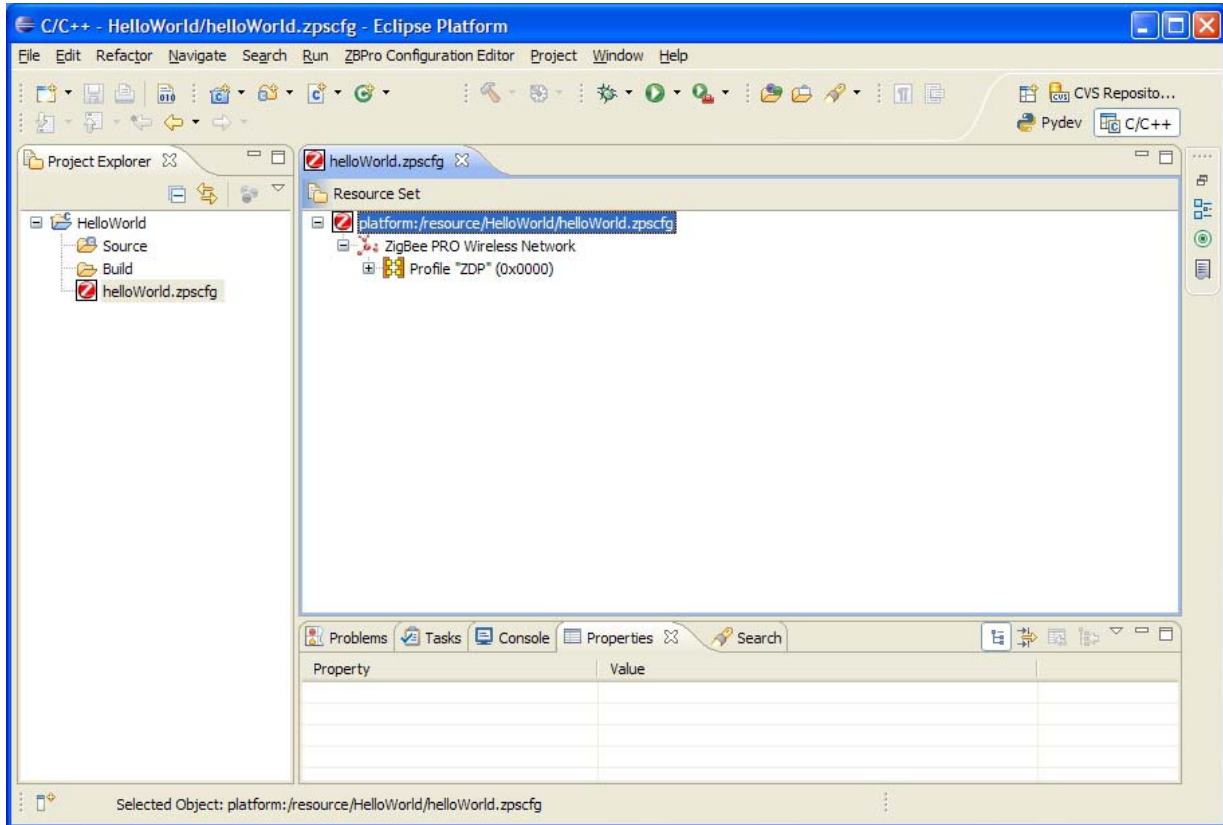 C/C++ - HelloWorld/helloWorld.zpscfg - Eclipse Platform
File Edit Refactor Navigate Search Run ZBPro Configuration Editor Project Window Help
010
CVS Reposito...
Pydev C/C++
Project Explorer
HelloWorld
Source
Build
helloWorld.zpscfg
helloWorld.zpscfg
Resource Set
platform:/resource/HelloWorld/helloWorld.zpscfg
ZigBee PRO Wireless Network
Profile "ZDP" (0x0000)
Problems Tasks Console Properties Search
Property Value
Selected Object: platform:/resource/HelloWorld/helloWorld.zpscfg